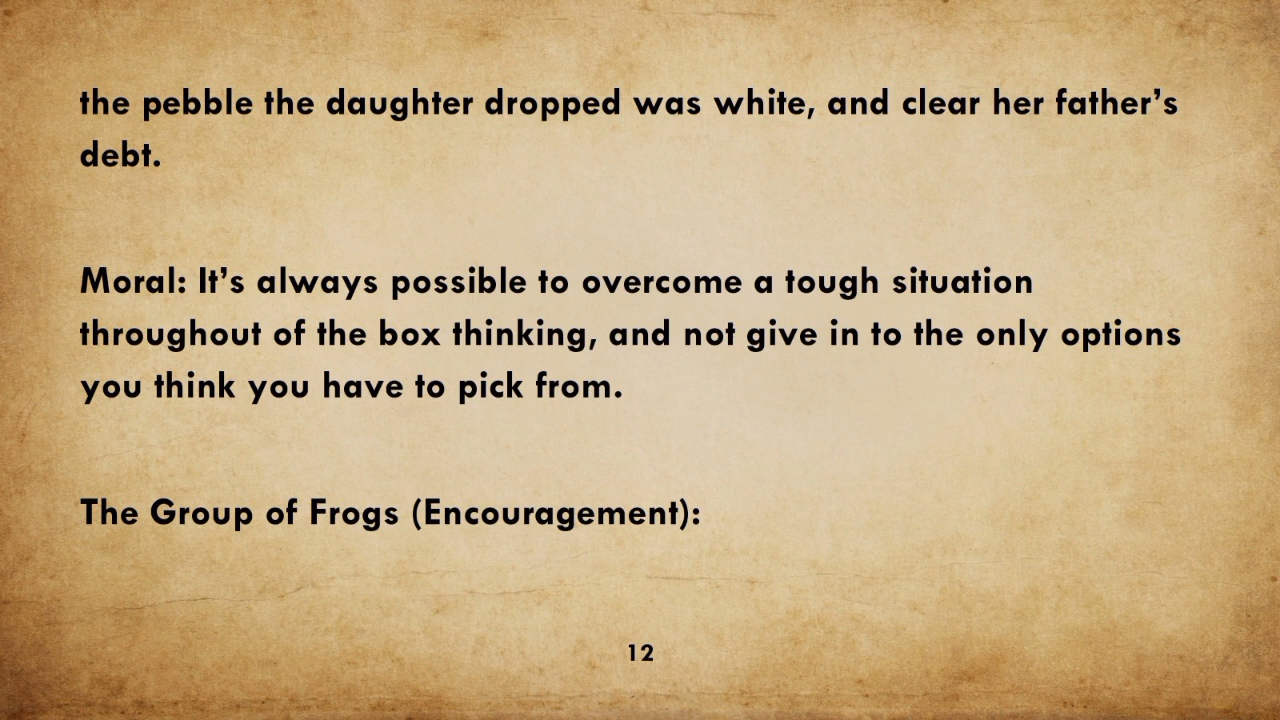 the pebble the daughter dropped was white, and clear her father’s
debt.
Moral: It’s always possible to overcome a tough situation
throughout of the box thinking, and not give in to the only options
you think you have to pick from.
The Group of Frogs (Encouragement):
12